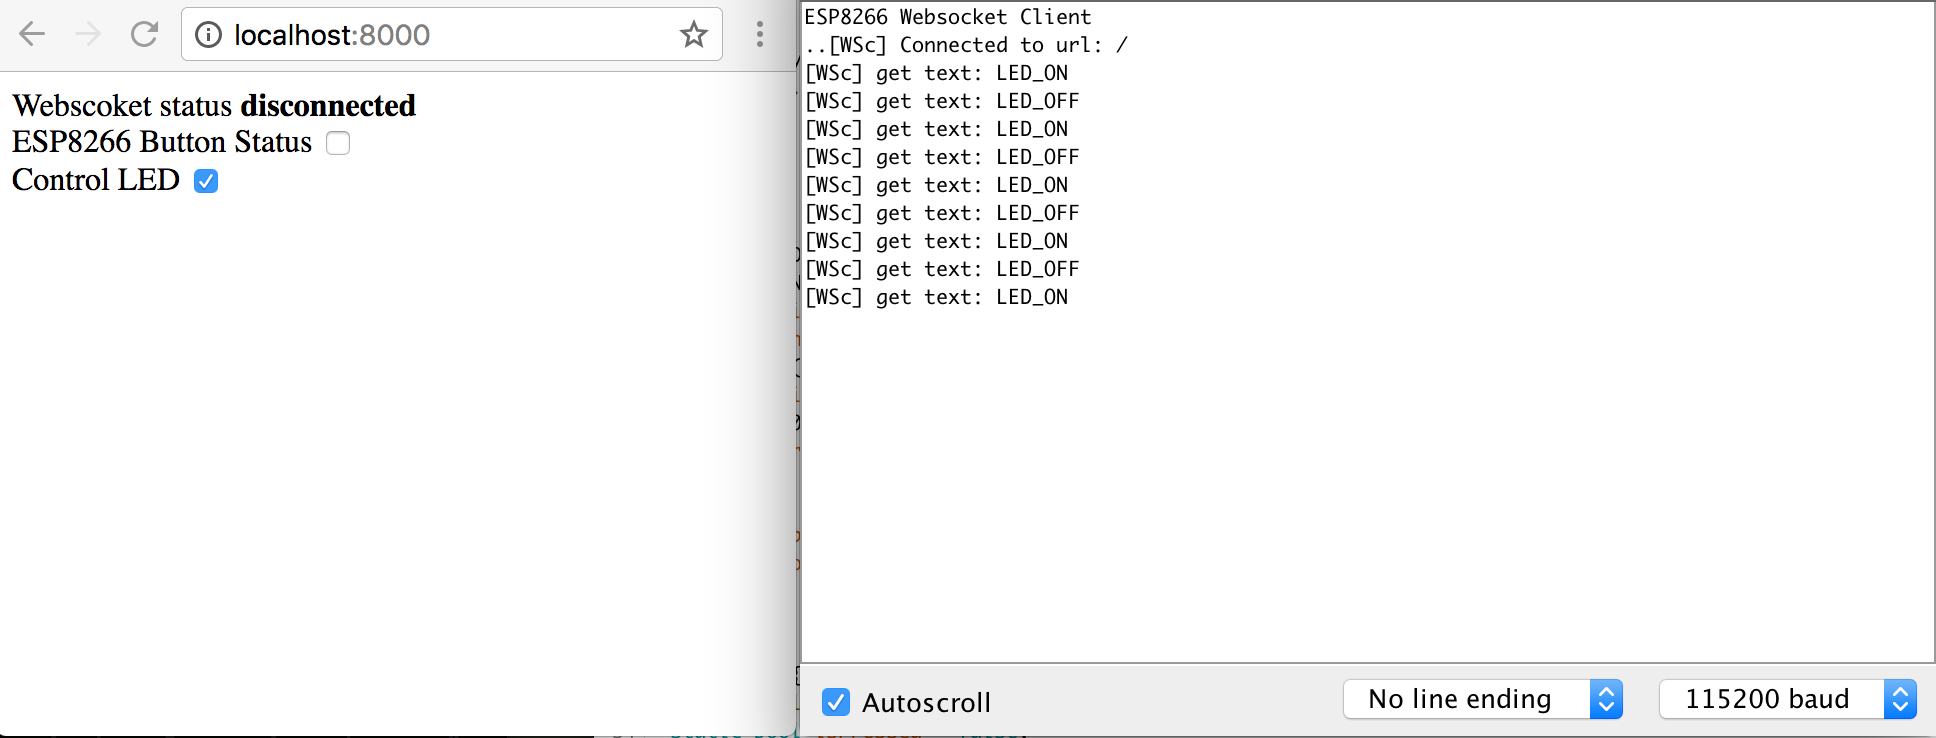 localhost:8000
Webscoket status disconnected
ESP8266 Button Status
Control LED
ESP8266 Websocket Client
..[WSc] Connected to url: /
[WSc] get text: LED_ON
[WSc] get text: LED_OFF
[WSc] get text: LED_ON
[WSc] get text: LED_OFF
[WSc] get text: LED_ON
[WSc] get text: LED_OFF
[WSc] get text: LED_ON
[WSc] get text: LED_OFF
[WSc] get text: LED_ON
Autoscroll
No line ending
115200 baud